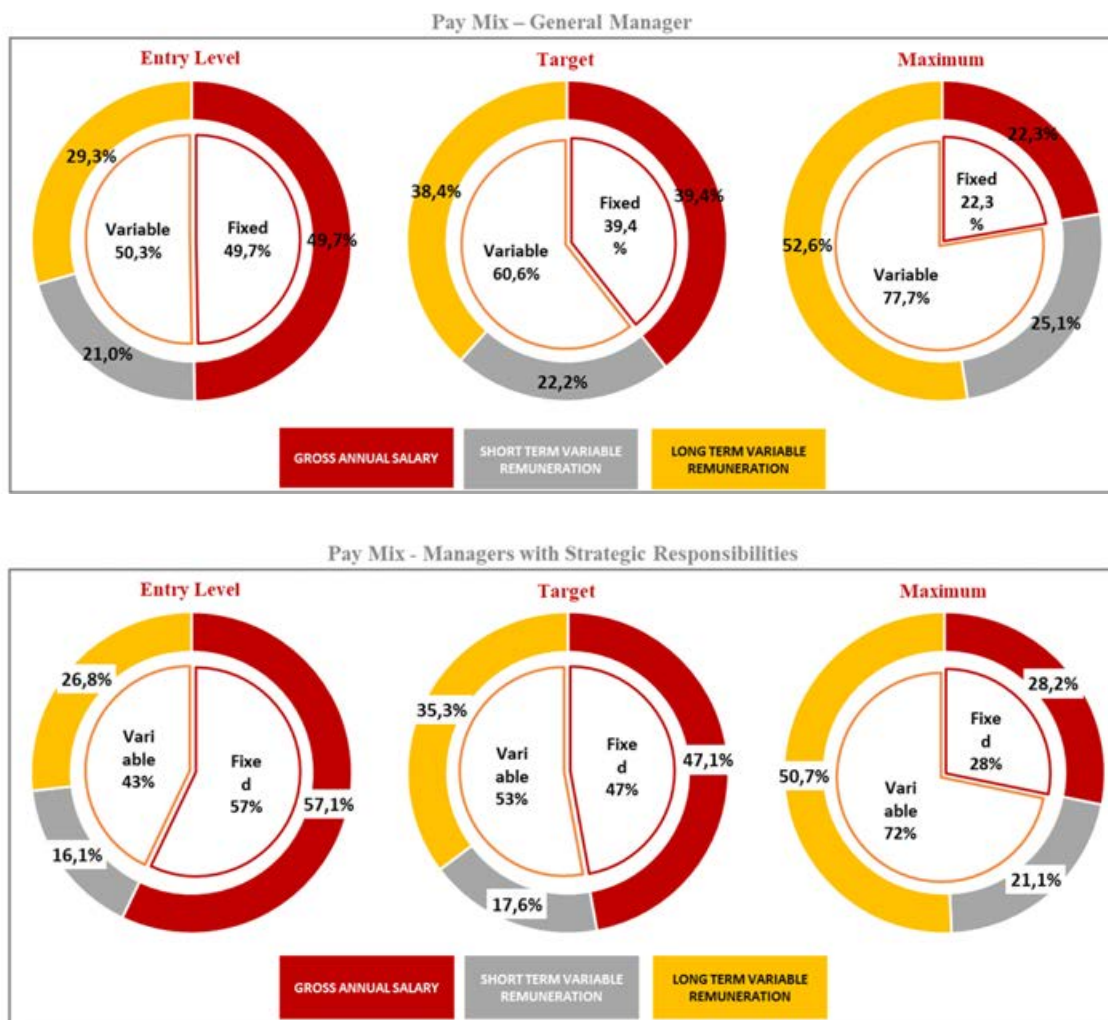 Pay Mix – General Manager
Entry Level
Target
Maximum
29,3%
Variable
50,3%
Fixed
49,7%
49,7%
21,0%
38,4%
Variable
60,6%
Fixed
39,4
%
39,4%
22,2%
22,3%
Fixed
22,3
%
52,6%
Variable
77,7%
25,1%
GROSS ANNUAL SALARY
SHORT TERM VARIABLE
REMUNERATION
LONG TERM VARIABLE
REMUNERATION
Pay Mix - Managers with Strategic Responsibilities
Entry Level
Target
Maximum
26,8%
Vari
able
43%
Fixe
d
57%
57,1%
16,1%
35,3%
Vari
able
53%
Fixe
d
47%
47,1%
17,6%
28,2%
Fixe
d
28%
50,7%
Vari
able
72%
21,1%
GROSS ANNUAL SALARY
SHORT TERM VARIABLE
REMUNERATION
LONG TERM VARIABLE
REMUNERATION